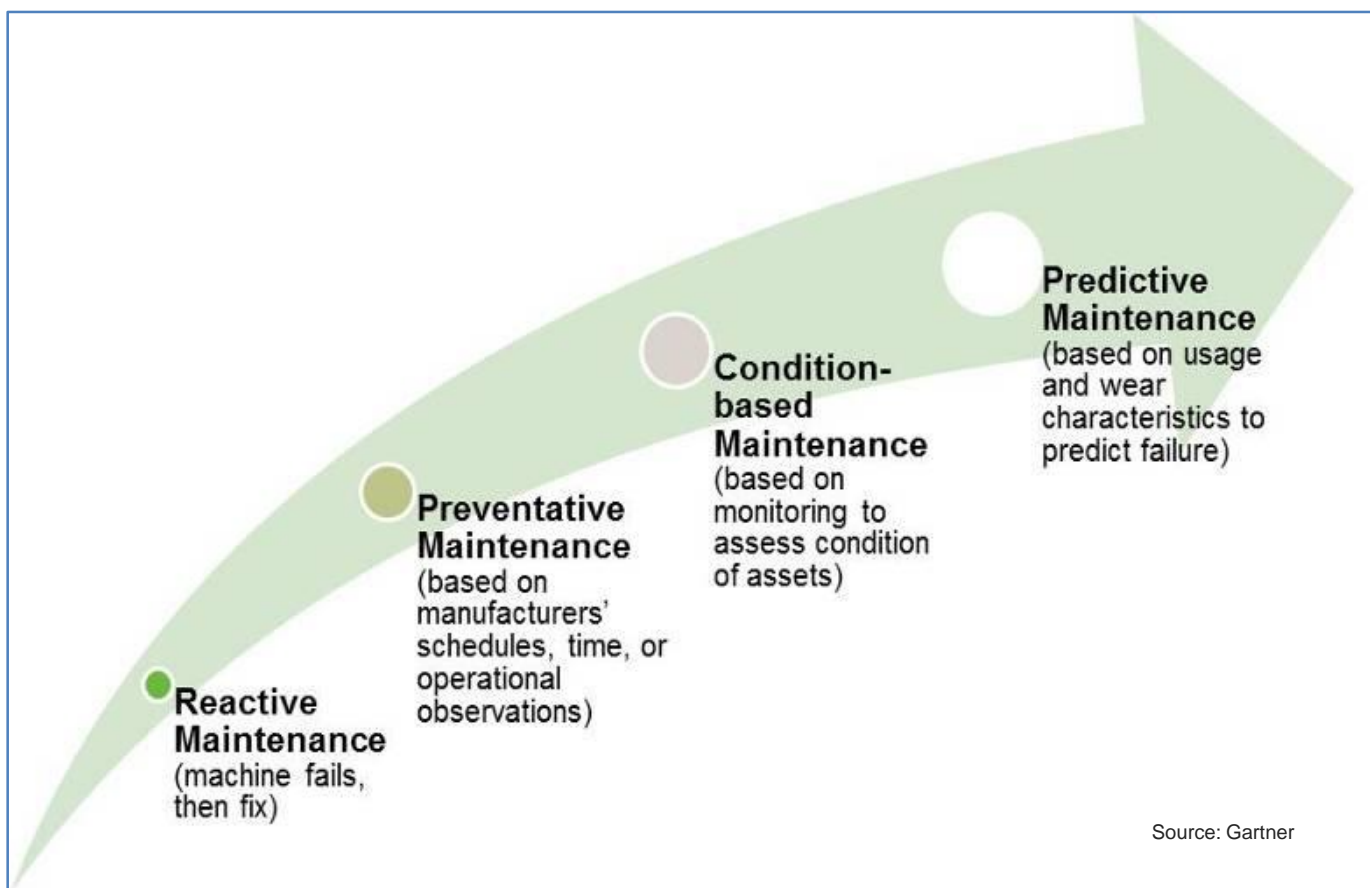 Reactive
Maintenance
(machine fails,
then fix)
Preventative
Maintenance
(based on
manufacturers’
schedules, time, or
operational
observations)
Condition-
based
Maintenance
(based on
monitoring to
assess condition
of assets)
Predictive
Maintenance
(based on usage
and wear
characteristics to
predict failure)
Source: Gartner